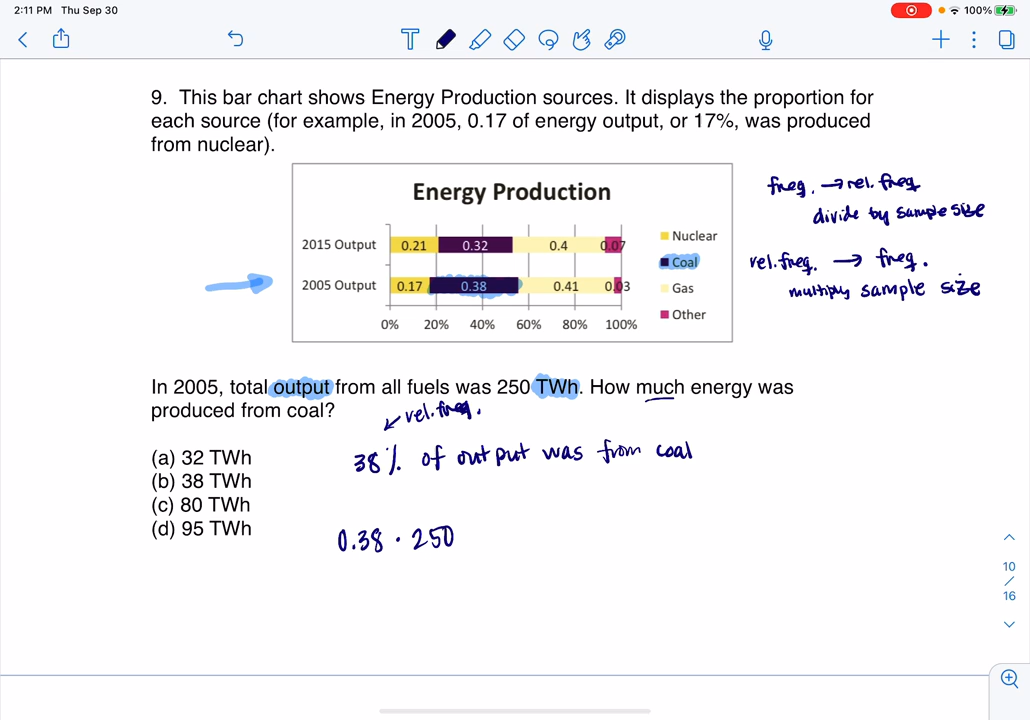 2:11 PM Thu Sep 30
100%
9. This bar chart shows Energy Production sources. It displays the proportion for
each source (for example, in 2005, 0.17 of energy output, or 17%, was produced
from nuclear).
Energy Production
2015 Output 0.21 0.32 0.4 0.07
2005 Output 0.17 0.38 0.41 0.03
0% 20% 40% 60% 80% 100%
Nuclear
Coal
Gas
Other
freq. → rel. freq
divide by sample size
rel. freq. → freq.
multiply sample size
In 2005, total output from all fuels was 250 TWh. How much energy was
produced from coal?
rel. freq.
38% of output was from coal
(a) 32 TWh
(b) 38 TWh
(c) 80 TWh
(d) 95 TWh
0.38 · 250
10
/
16